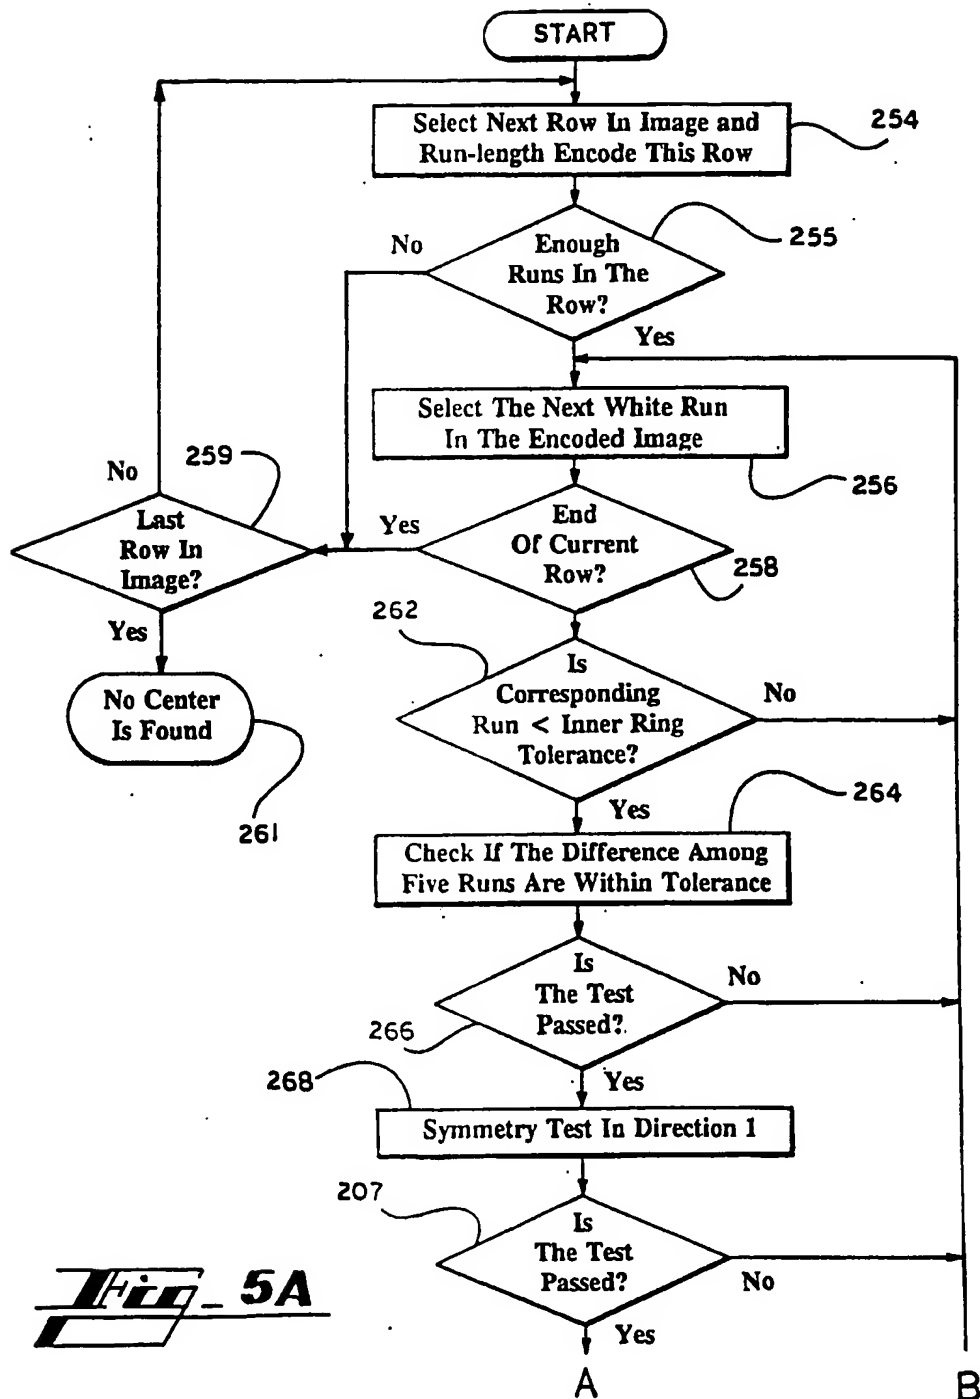 START
Select Next Row In Image and
Run-length Encode This Row
254
No
Enough
Runs In The
Row?
255
Yes
Select The Next White Run
In The Encoded Image
256
No
259
Last
Row In
Image?
Yes
End
Of Current
Row?
258
Yes
262
Is
Corresponding
Run < Inner Ring
Tolerance?
No
No Center
Is Found
261
Yes
264
Check If The Difference Among
Five Runs Are Within Tolerance
Is
The Test
Passed?
No
266
Yes
268
Symmetry Test In Direction 1
207
Is
The Test
Passed?
No
Yes
Fig_ 5A
A
B